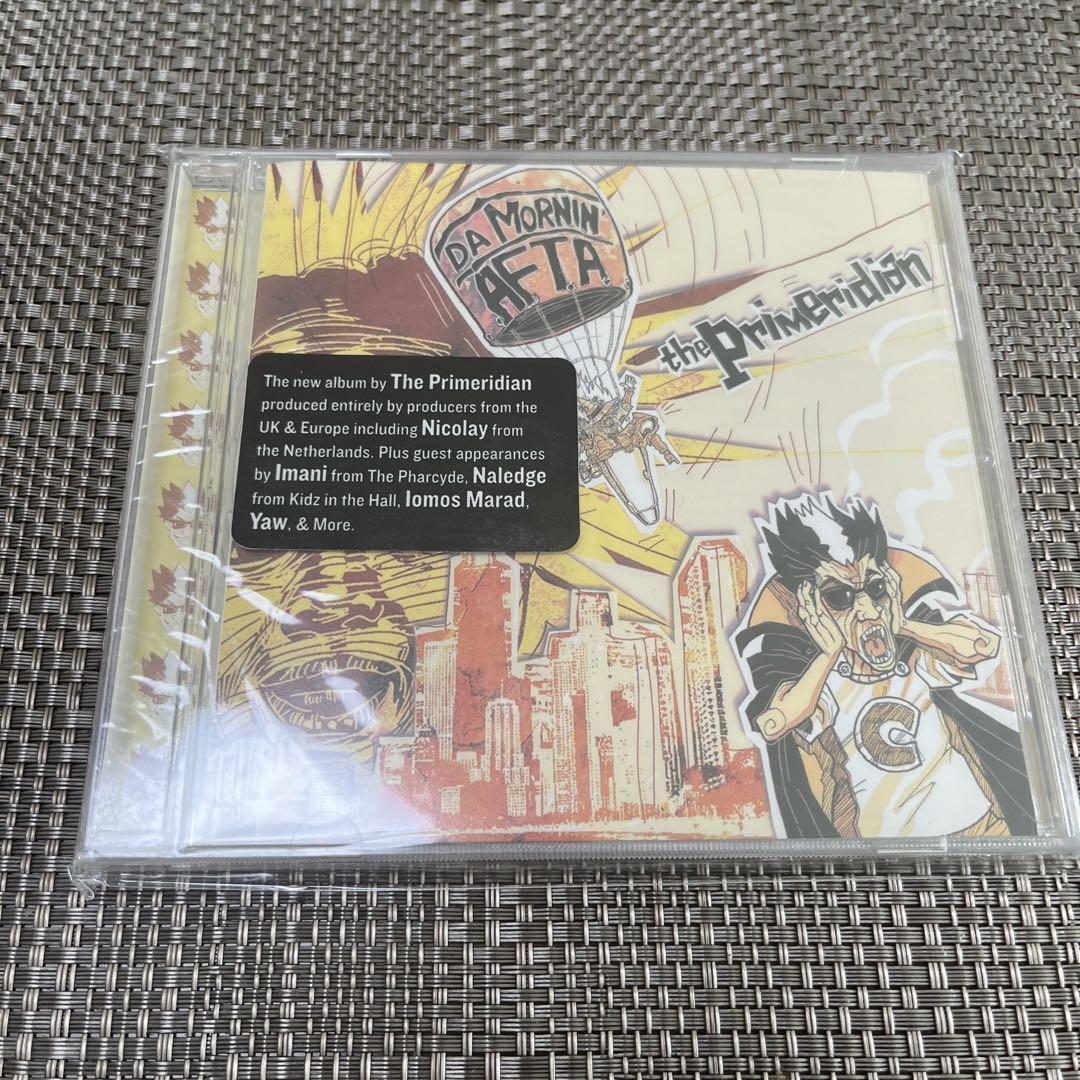 DA MORNIN'
A.F.T.A.
the Primeridian
The new album by The Primeridian
produced entirely by producers from the
UK & Europe including Nicolay from
the Netherlands. Plus guest appearances
by Imani from The Pharcyde, Naledge
from Kidz in the Hall, Iomos Marad,
Yaw, & More.
C